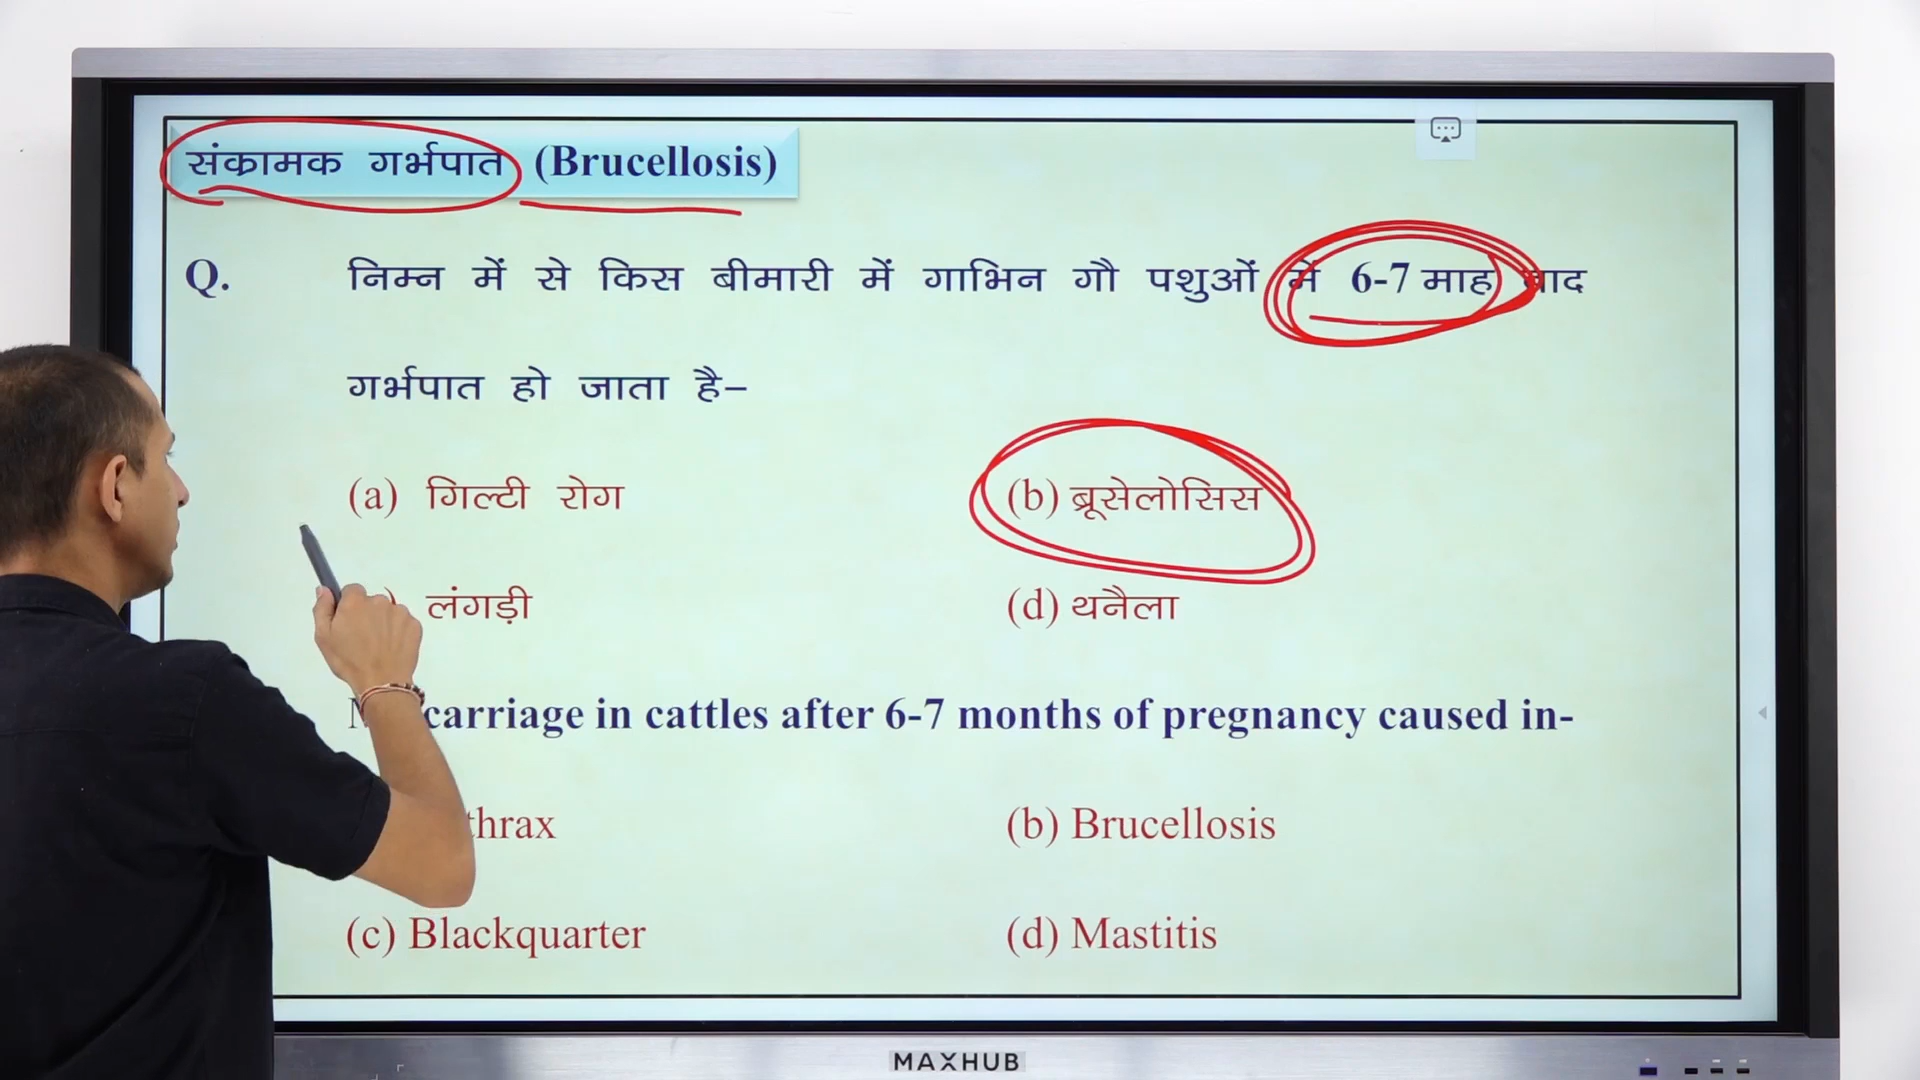 संक्रामक गर्भपात (Brucellosis)
Q. निम्न में से किस बीमारी में गाभिन गौ पशुओं में 6-7 माह बाद
गर्भपात हो जाता है–
(a) गिल्टी रोग (b) ब्रूसेलोसिस
) लंगड़ी (d) थनैला
carriage in cattles after 6-7 months of pregnancy caused in-
thrax (b) Brucellosis
(c) Blackquarter (d) Mastitis
MAXHUB